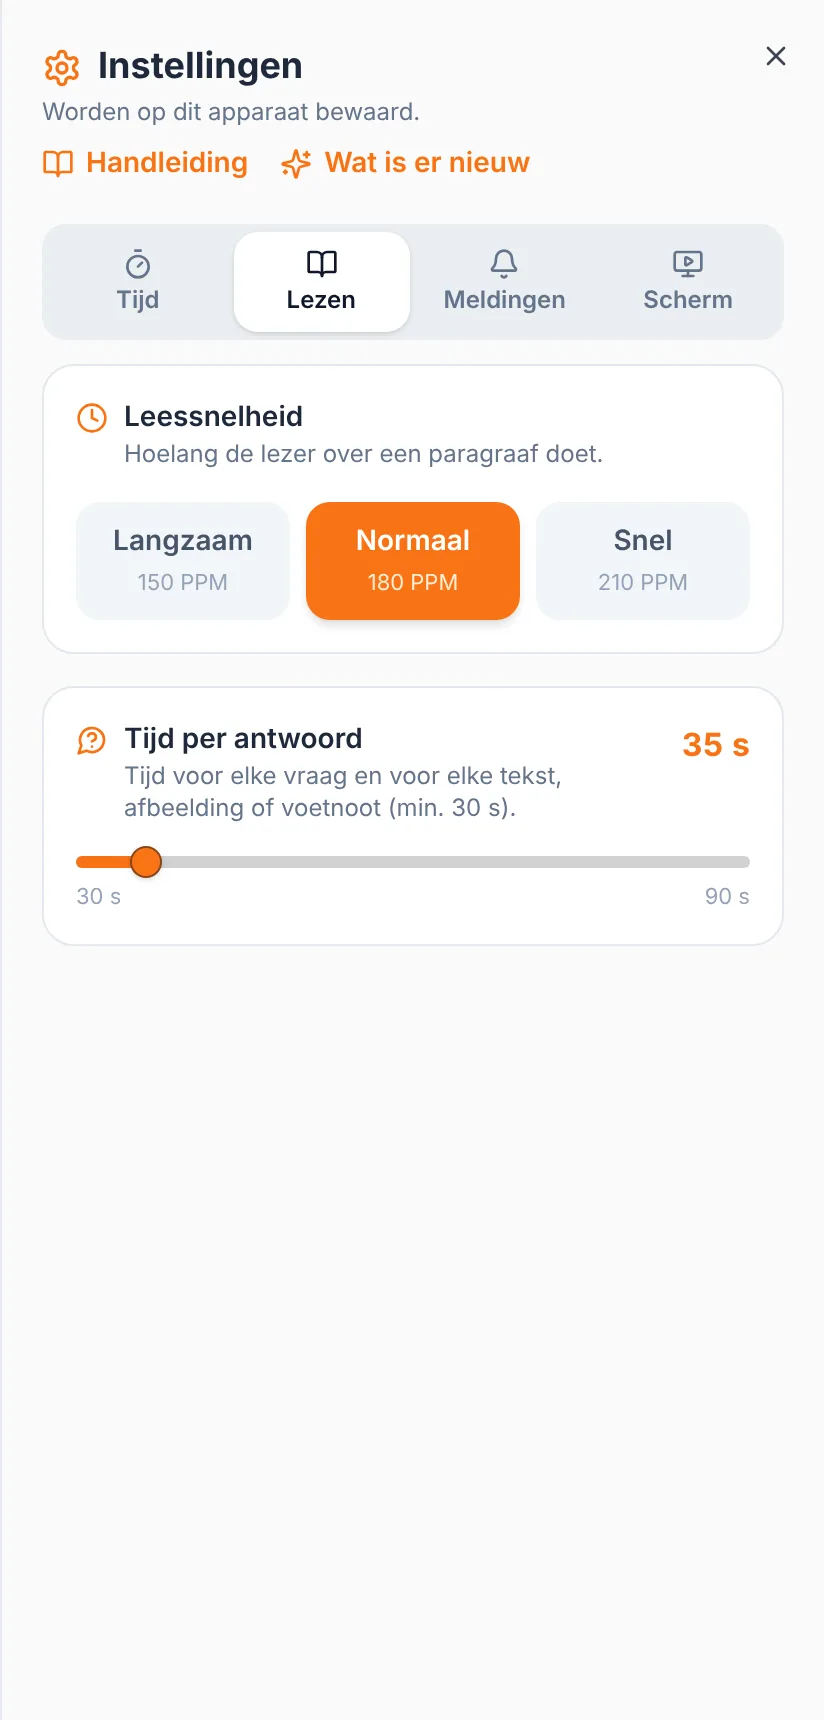 Instellingen
Worden op dit apparaat bewaard.
Handleiding
Wat is er nieuw
Tijd
Lezen
Meldingen
Scherm
Leessnelheid
Hoelang de lezer over een paragraaf doet.
Langzaam
150 PPM
Normaal
180 PPM
Snel
210 PPM
Tijd per antwoord
35 s
Tijd voor elke vraag en voor elke tekst,
afbeelding of voetnoot (min. 30 s).
30 s
90 s